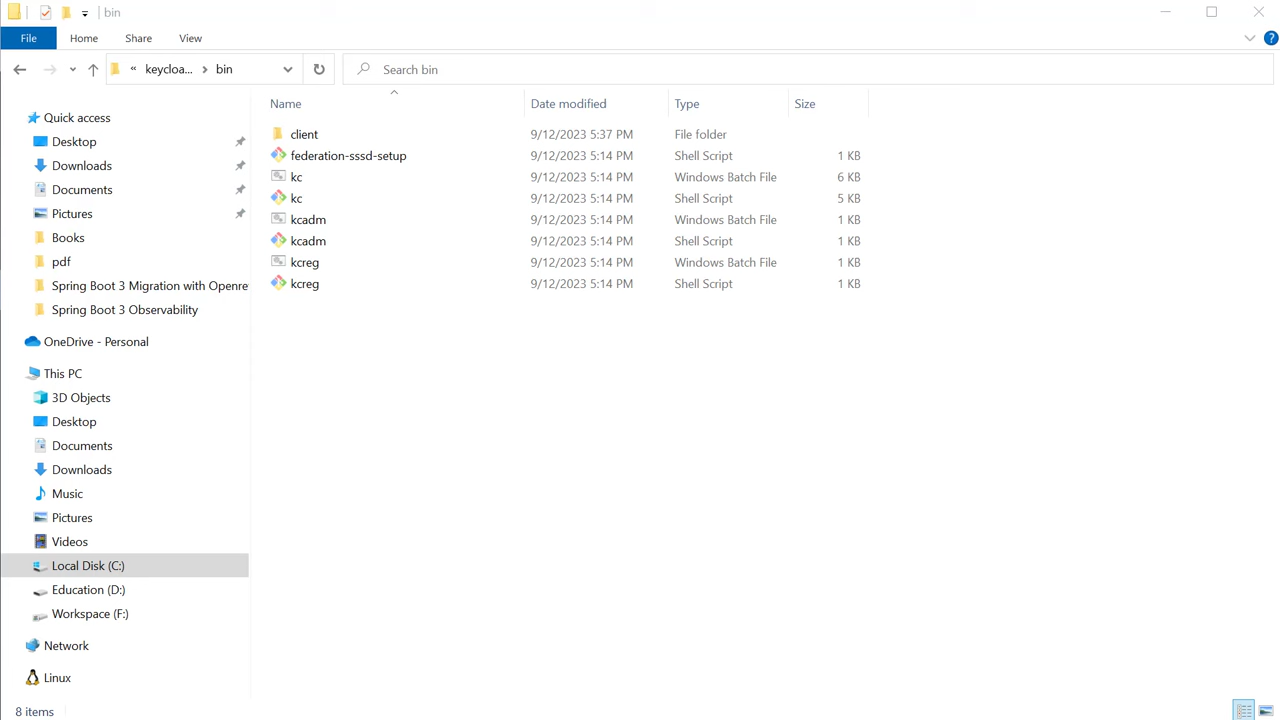 bin
File Home Share View
« keycloa... > bin Search bin
Name Date modified Type Size
Quick access
Desktop
Downloads
Documents
Pictures
Books
pdf
Spring Boot 3 Migration with Openre
Spring Boot 3 Observability
OneDrive - Personal
This PC
3D Objects
Desktop
Documents
Downloads
Music
Pictures
Videos
Local Disk (C:)
Education (D:)
Workspace (F:)
Network
Linux
client 9/12/2023 5:37 PM File folder
federation-sssd-setup 9/12/2023 5:14 PM Shell Script 1 KB
kc 9/12/2023 5:14 PM Windows Batch File 6 KB
kc 9/12/2023 5:14 PM Shell Script 5 KB
kcadm 9/12/2023 5:14 PM Windows Batch File 1 KB
kcadm 9/12/2023 5:14 PM Shell Script 1 KB
kcreg 9/12/2023 5:14 PM Windows Batch File 1 KB
kcreg 9/12/2023 5:14 PM Shell Script 1 KB
8 items